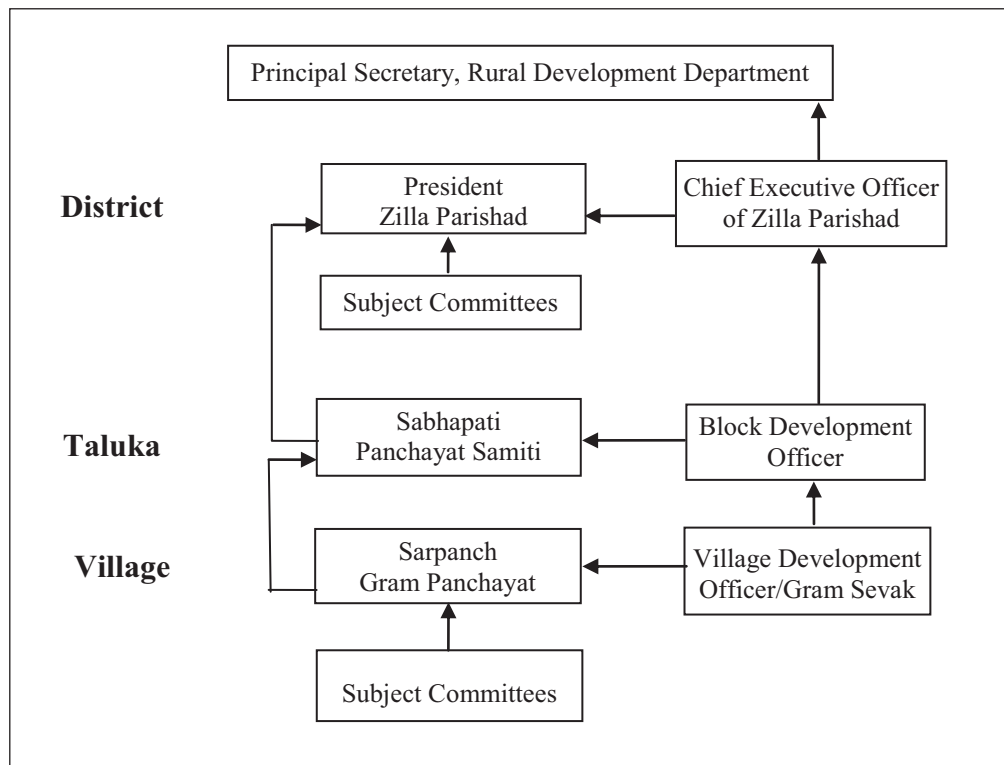 Principal Secretary, Rural Development Department
District
President
Zilla Parishad
Chief Executive Officer
of Zilla Parishad
Subject Committees
Taluka
Sabhapati
Panchayat Samiti
Block Development
Officer
Village
Sarpanch
Gram Panchayat
Village Development
Officer/Gram Sevak
Subject Committees